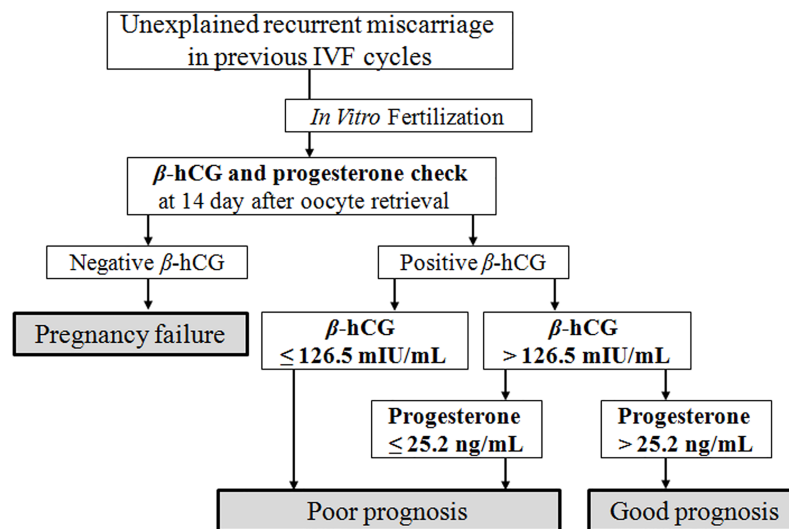 Unexplained recurrent miscarriage
in previous IVF cycles
In Vitro Fertilization
β-hCG and progesterone check
at 14 day after oocyte retrieval
Negative β-hCG
Positive β-hCG
Pregnancy failure
β-hCG
≤ 126.5 mIU/mL
β-hCG
> 126.5 mIU/mL
Progesterone
≤ 25.2 ng/mL
Progesterone
> 25.2 ng/mL
Poor prognosis
Good prognosis